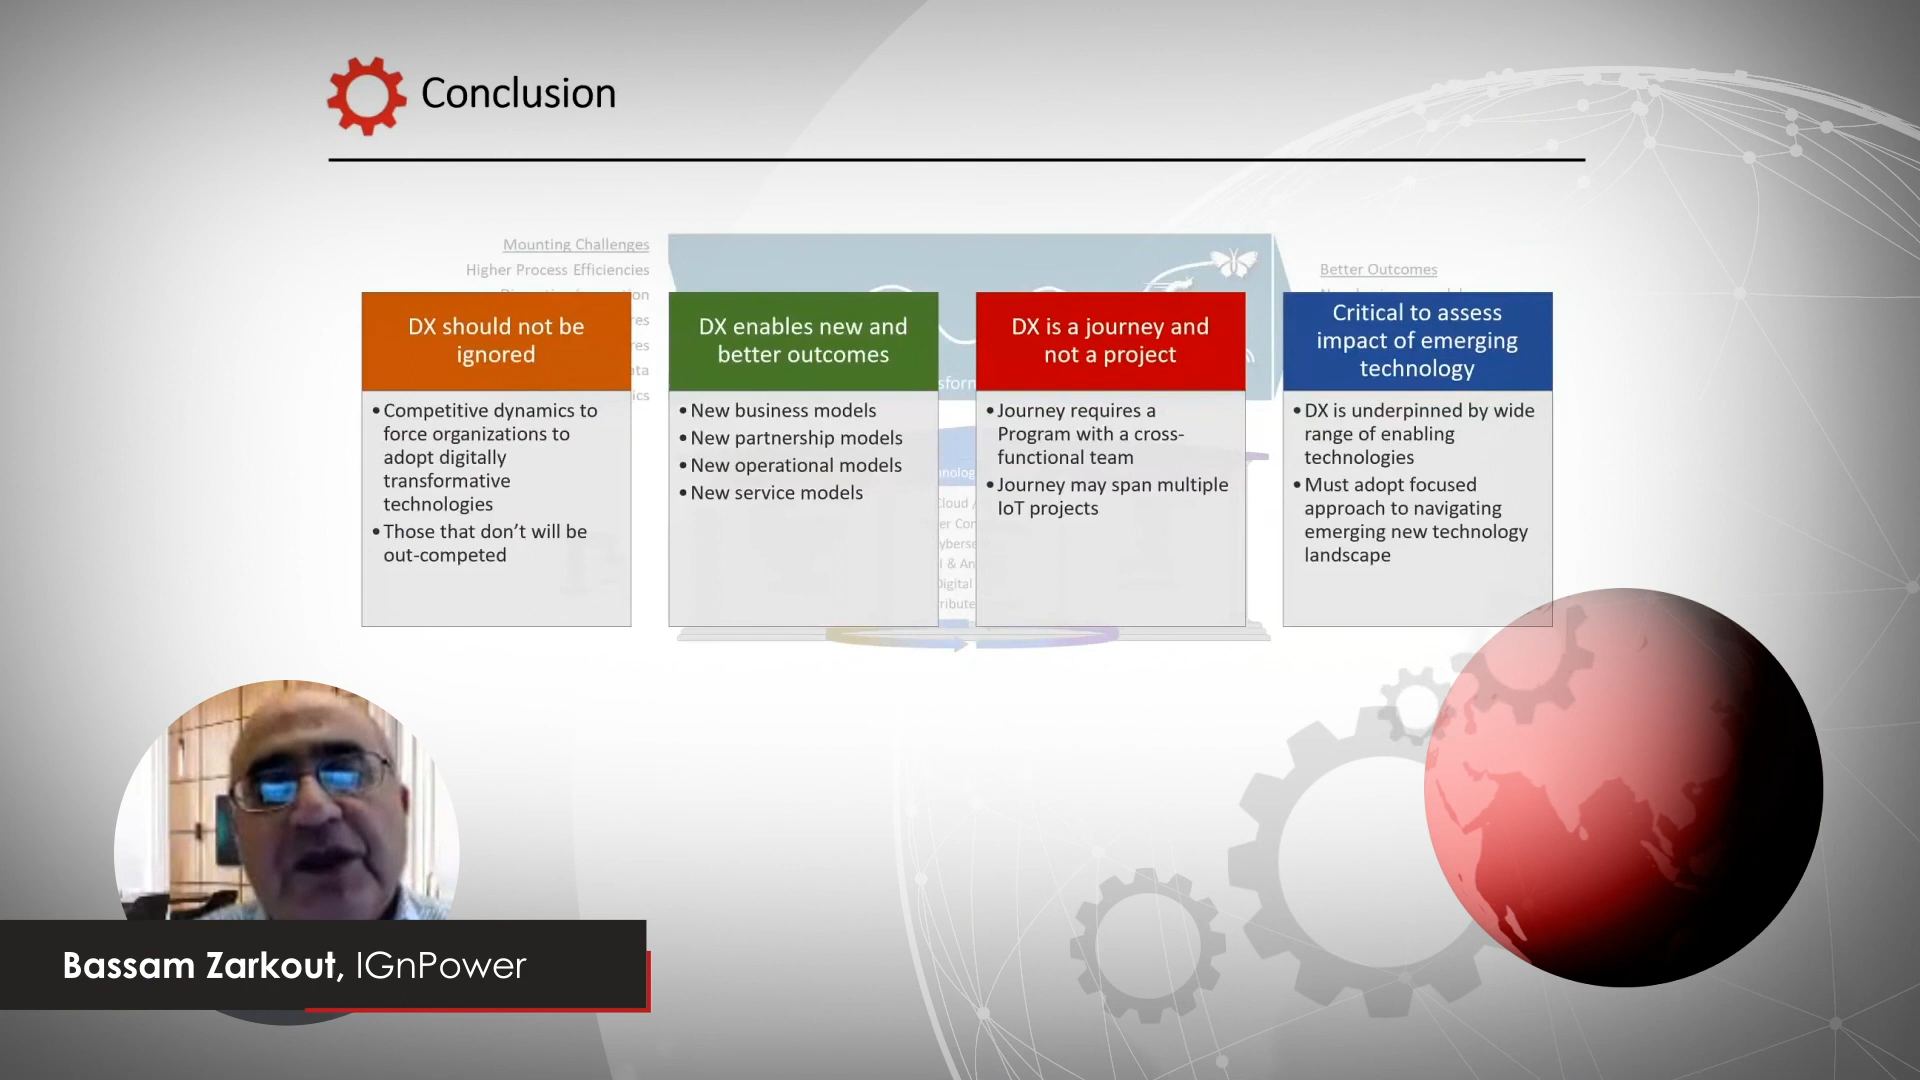 Conclusion
Mounting Challenges
Higher Process Efficiencies
Better Outcomes
DX should not be
ignored
• Competitive dynamics to
force organizations to
adopt digitally
transformative
technologies
• Those that don’t will be
out-competed
DX enables new and
better outcomes
• New business models
• New partnership models
• New operational models
• New service models
DX is a journey and
not a project
• Journey requires a
Program with a cross-
functional team
• Journey may span multiple
IoT projects
Critical to assess
impact of emerging
technology
• DX is underpinned by wide
range of enabling
technologies
• Must adopt focused
approach to navigating
emerging new technology
landscape
Bassam Zarkout, IGnPower